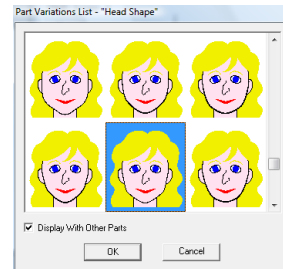 Part Variations List - "Head Shape"
Display With Other Parts
OK
Cancel